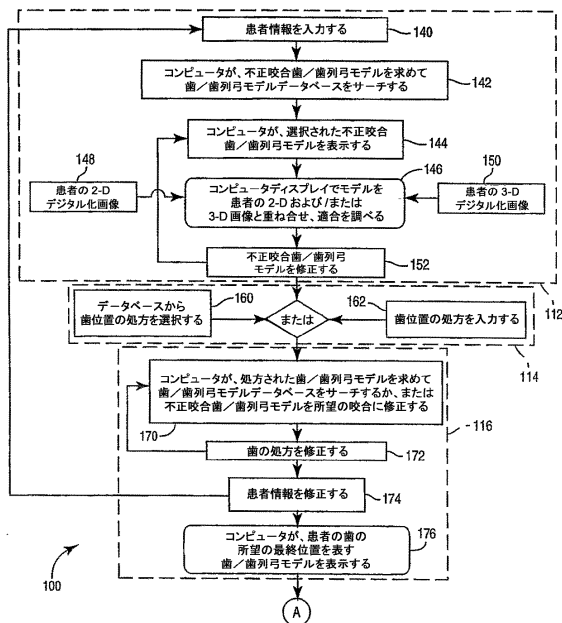 患者情報を入力する
140
コンピュータが、不正咬合歯/歯列弓モデルを求めて
歯/歯列弓モデルデータベースをサーチする
142
コンピュータが、選択された不正咬合
歯/歯列弓モデルを表示する
144
148
患者の 2-D
デジタル化画像
146
コンピュータディスプレイでモデルを
患者の 2-D および/または
3-D 画像と重ね合せ、適合を調べる
150
患者の 3-D
デジタル化画像
不正咬合歯/歯列弓
モデルを修正する
152
112
データベースから
歯位置の処方を選択する
160
または
162
歯位置の処方を入力する
114
コンピュータが、処方された歯/歯列弓モデルを求めて
歯/歯列弓モデルデータベースをサーチするか、または
不正咬合歯/歯列弓モデルを所望の咬合に修正する
170
116
歯の処方を修正する
172
患者情報を修正する
174
コンピュータが、患者の歯の
所望の最終位置を表す
歯/歯列弓モデルを表示する
176
100
A